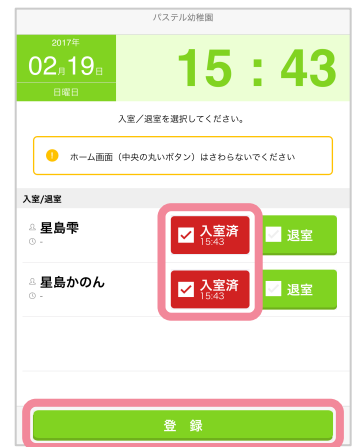 パステル幼稚園
2017年
02月19日
日曜日
15:43
入室／退室を選択してください。
! ホーム画面（中央の丸いボタン）はさわらないでください
入室/退室
星島雫
-
入室済
15:43
退室
星島かのん
-
入室済
15:43
退室
登 録